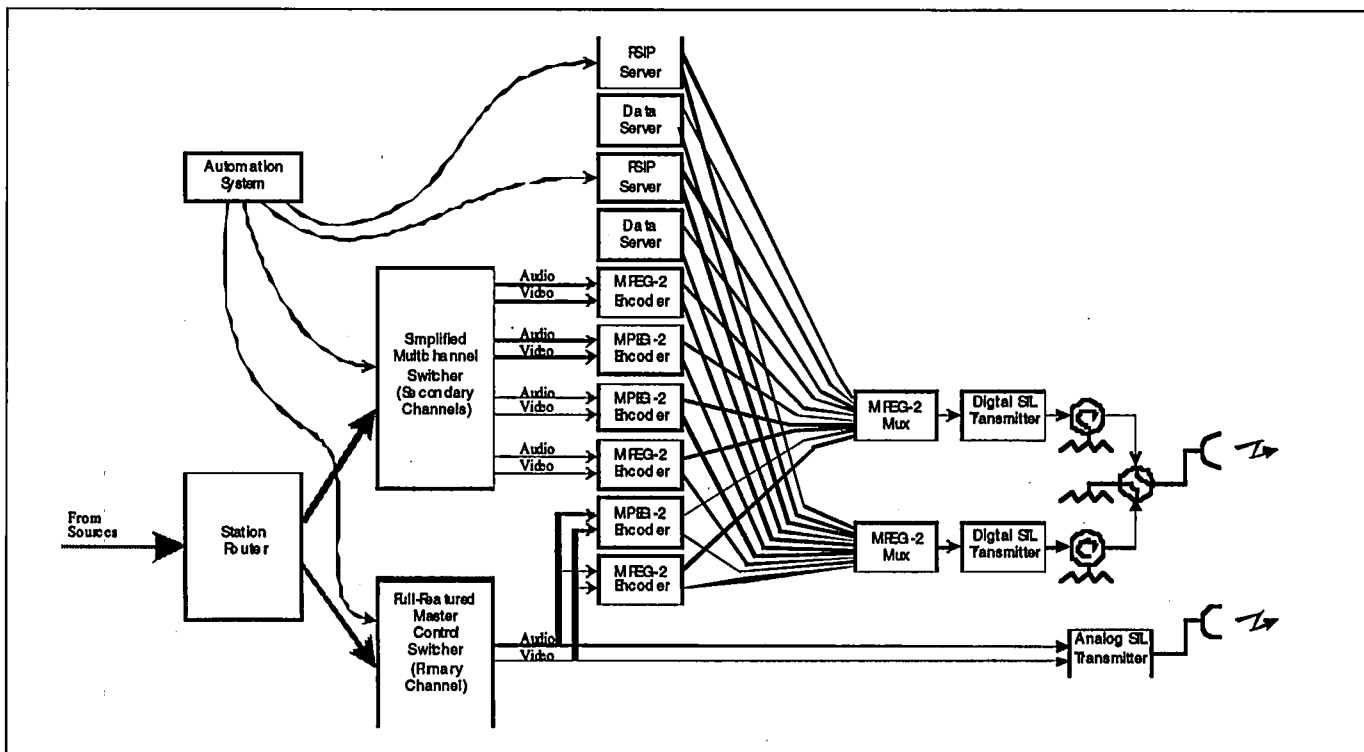 PSIP
Server
Data
Server
Automation
System
PSIP
Server
Data
Server
Audio
Video
MPEG-2
Encoder
Simplified
Multichannel
Switcher
(Secondary
Channels)
Audio
Video
MPEG-2
Encoder
Audio
Video
MPEG-2
Encoder
Audio
Video
MPEG-2
Encoder
MPEG-2
Mux
Digital STL
Transmitter
From
Sources
Station
Router
MPEG-2
Encoder
MPEG-2
Mux
Digital STL
Transmitter
MPEG-2
Encoder
Full-Featured
Master
Control
Switcher
(Primary
Channel)
Audio
Video
Analog STL
Transmitter